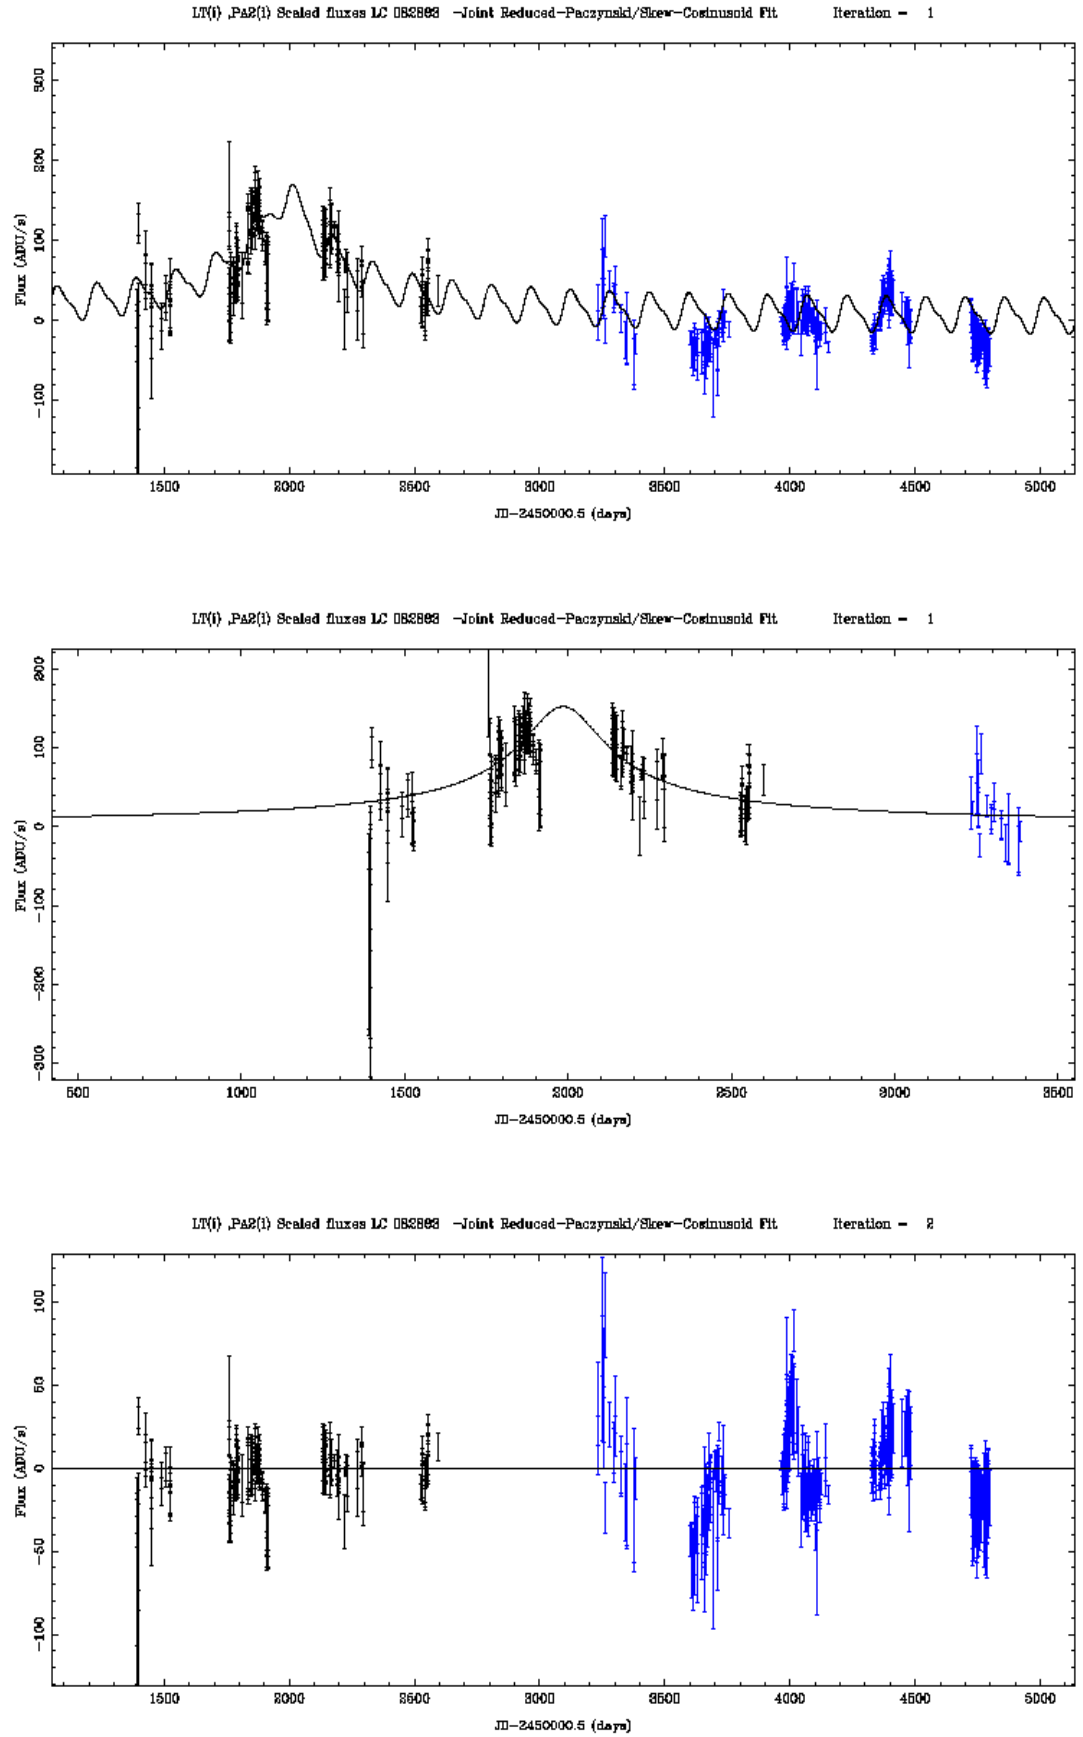 LT(i) ,PA2(i) Scaled fluxes LC 082883 -Joint Reduced-Paczynski/Skew-Cosinusoid Fit Iteration = 1
300
200
100
0
-100
Flux (ADU/s)
1500 2000 2500 3000 3500 4000 4500 5000
JD-2450000.5 (days)
LT(i) ,PA2(i) Scaled fluxes LC 082883 -Joint Reduced-Paczynski/Skew-Cosinusoid Fit Iteration = 1
200
100
0
-100
-200
-300
Flux (ADU/s)
500 1000 1500 2000 2500 3000 3500
JD-2450000.5 (days)
LT(i) ,PA2(i) Scaled fluxes LC 082883 -Joint Reduced-Paczynski/Skew-Cosinusoid Fit Iteration = 2
100
50
0
-50
-100
Flux (ADU/s)
1500 2000 2500 3000 3500 4000 4500 5000
JD-2450000.5 (days)